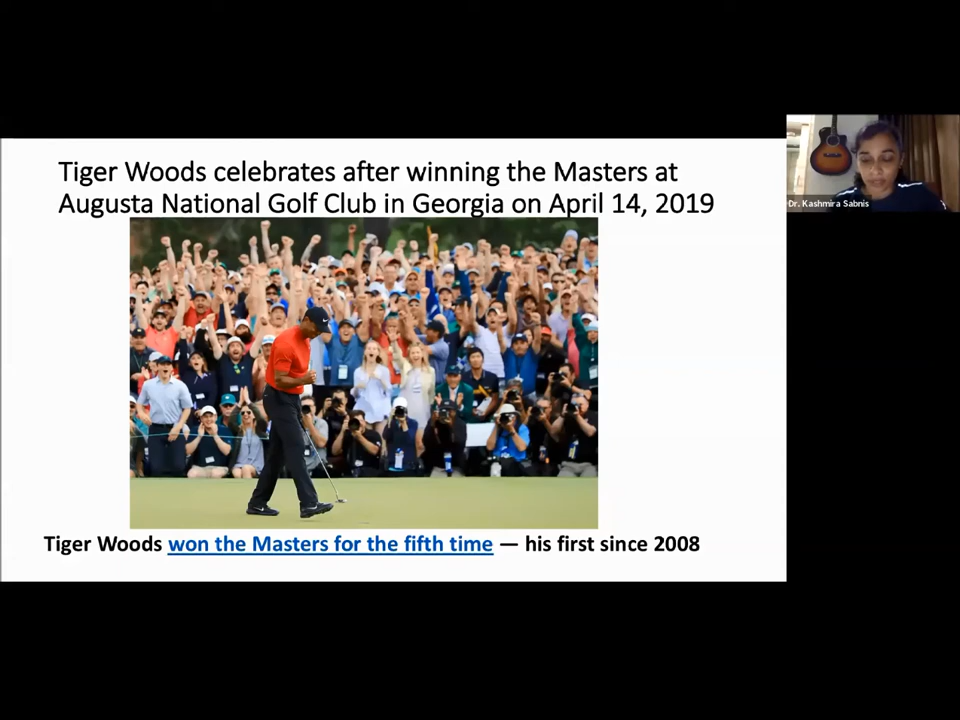 Tiger Woods celebrates after winning the Masters at
Augusta National Golf Club in Georgia on April 14, 2019
Dr. Kashmira Sabnis
Tiger Woods won the Masters for the fifth time — his first since 2008